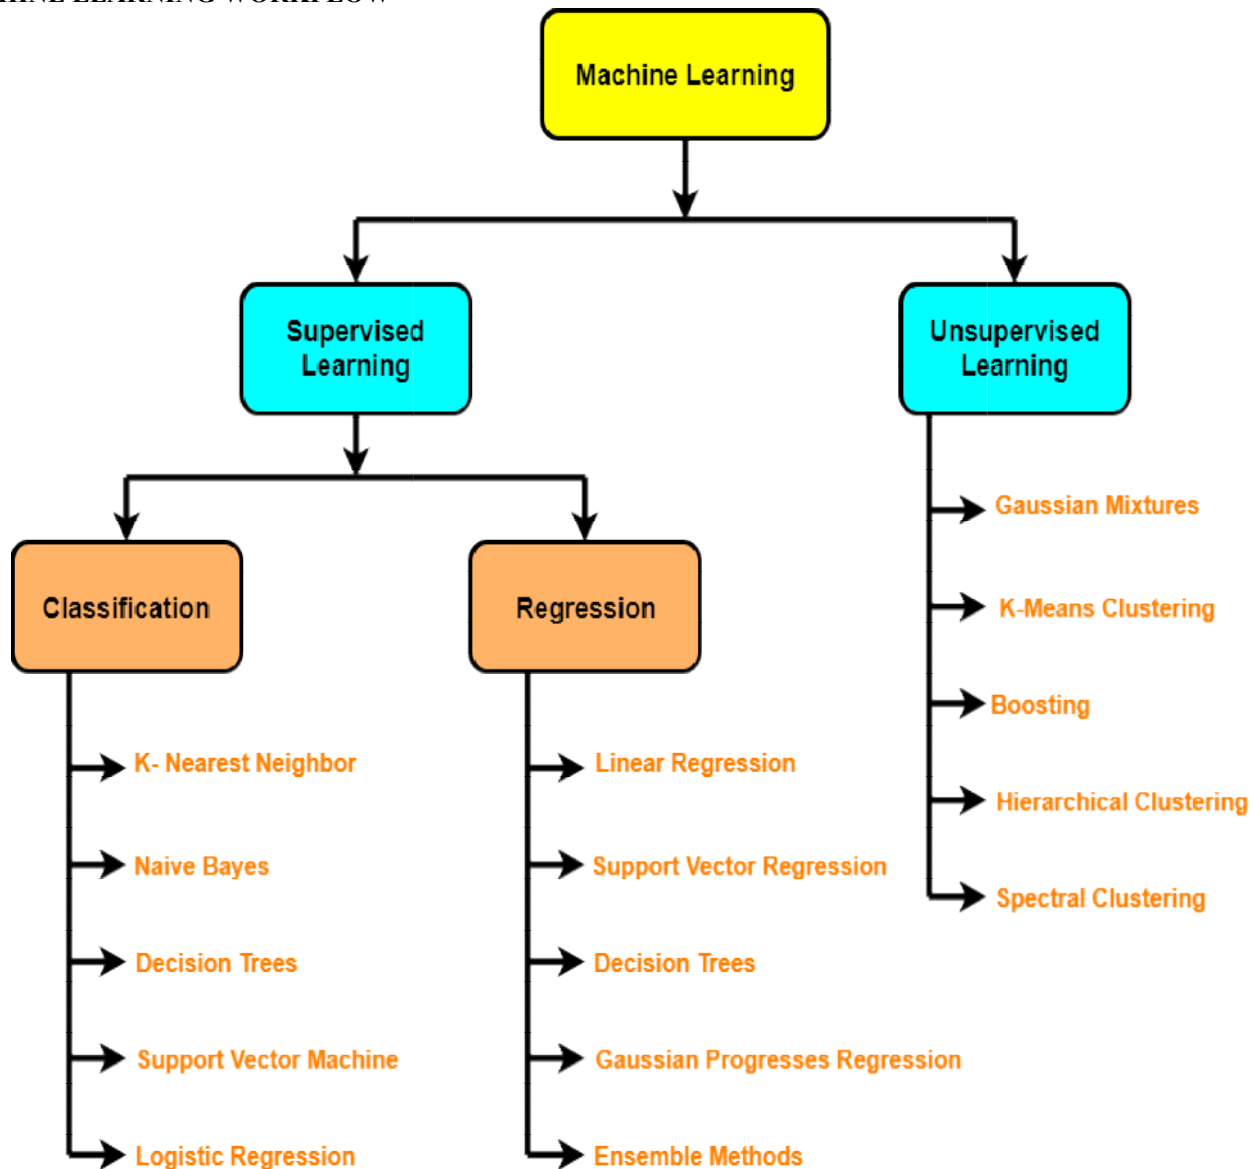 LEARNING WORKFLOW
Machine Learning
Supervised
Learning
Unsupervised
Learning
Classification
Regression
K- Nearest Neighbor
Naive Bayes
Decision Trees
Support Vector Machine
Logistic Regression
Linear Regression
Support Vector Regression
Decision Trees
Gaussian Progresses Regression
Ensemble Methods
Gaussian Mixtures
K-Means Clustering
Boosting
Hierarchical Clustering
Spectral Clustering